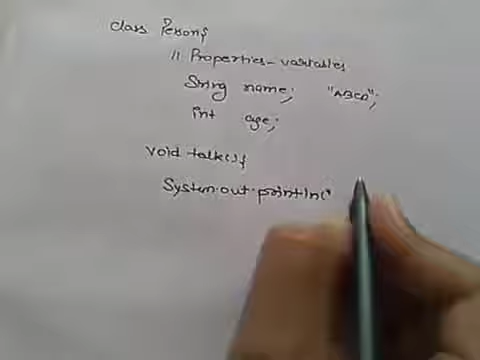 class Person{
// Properties-variables
String name; "ABCD";
int age;
void talk(){
System.out.println("